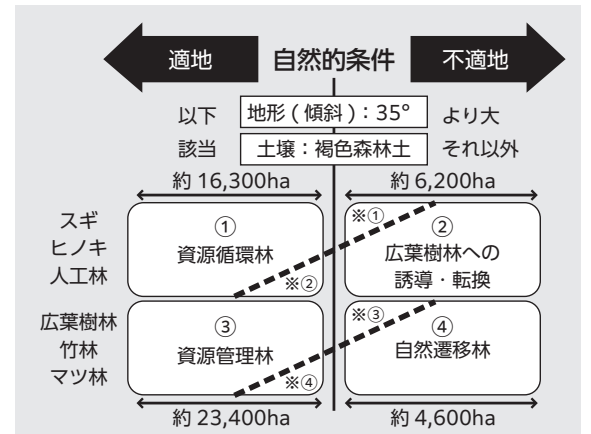 適地 自然的条件 不適地
以下 地形（傾斜）：35° より大
該当 土壌：褐色森林土 それ以外
約 16,300ha 約 6,200ha
スギ
ヒノキ
人工林
①
資源循環林
※②
※①
②
広葉樹林への
誘導・転換
広葉樹林
竹林
マツ林
③
資源管理林
※④
※③
④
自然遷移林
約 23,400ha 約 4,600ha